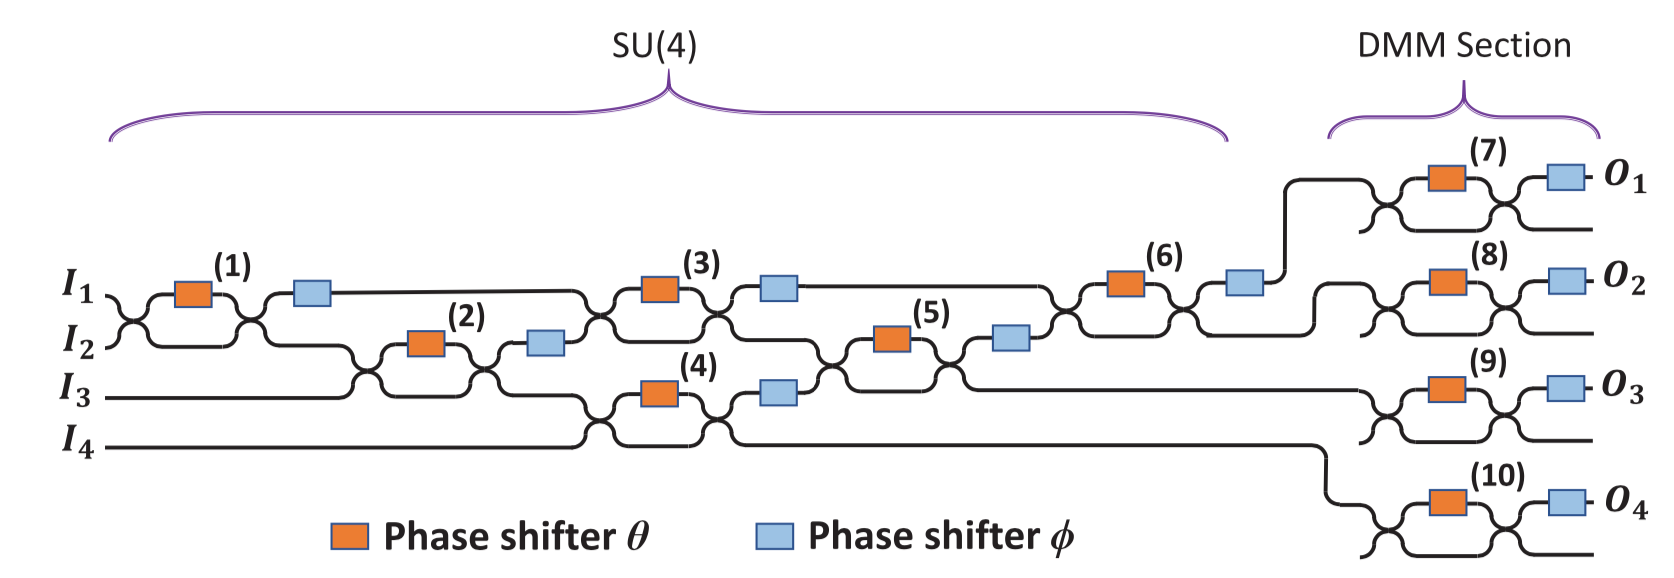 SU(4)
DMM Section
(7)
O1
(8)
O2
(6)
(1)
(3)
I1
(2)
(5)
I2
(4)
(9)
O3
I3
I4
(10)
O4
Phase shifter θ
Phase shifter ϕ